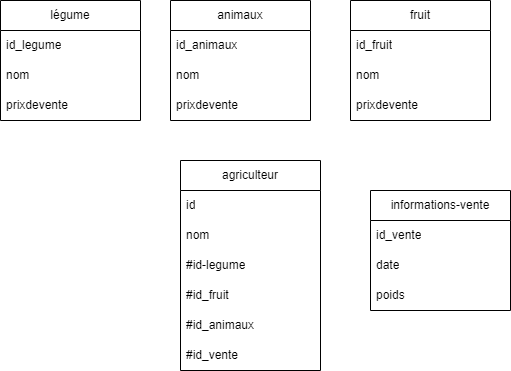 légume
id_legume
nom
prixdevente
animaux
id_animaux
nom
prixdevente
fruit
id_fruit
nom
prixdevente
agriculteur
id
nom
#id-legume
#id_fruit
#id_animaux
#id_vente
informations-vente
id_vente
date
poids